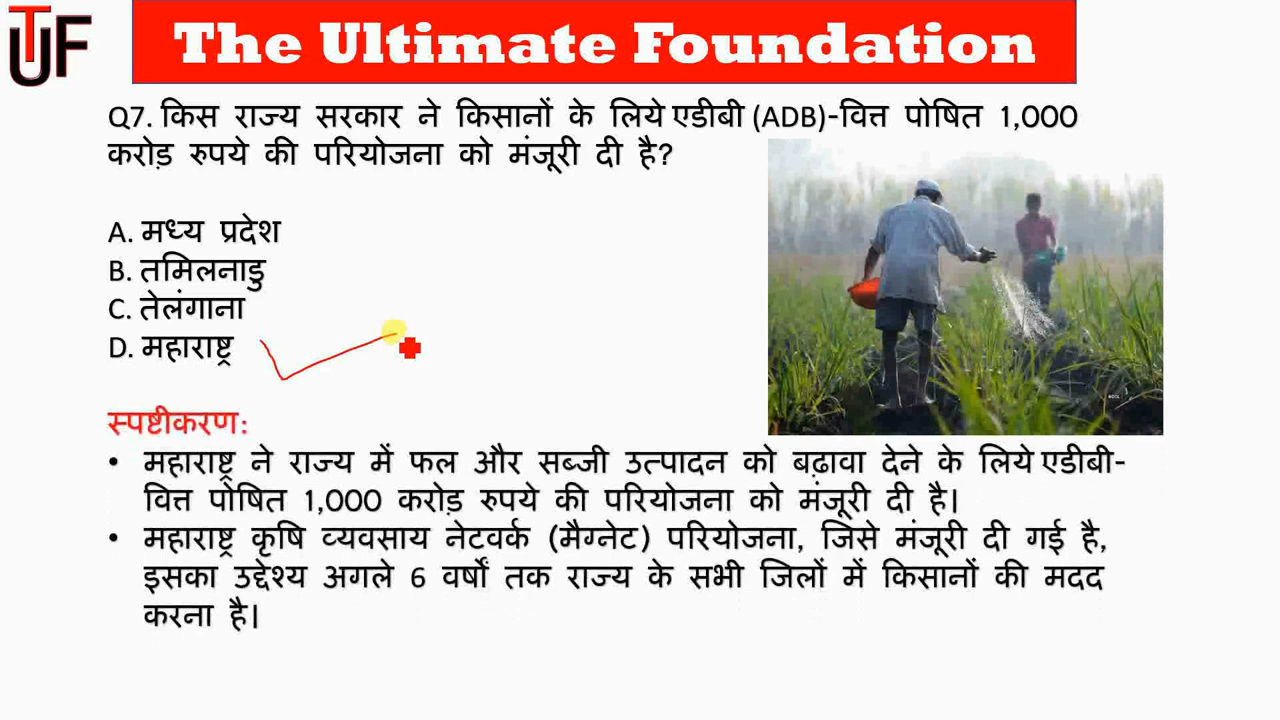 TUF
The Ultimate Foundation
Q7. किस राज्य सरकार ने किसानों के लिये एडीबी (ADB)-वित्त पोषित 1,000
करोड़ रुपये की परियोजना को मंजूरी दी है?
A. मध्य प्रदेश
B. तमिलनाडु
C. तेलंगाना
D. महाराष्ट्र
स्पष्टीकरण:
• महाराष्ट्र ने राज्य में फल और सब्जी उत्पादन को बढ़ावा देने के लिये एडीबी-
वित्त पोषित 1,000 करोड़ रुपये की परियोजना को मंजूरी दी है।
• महाराष्ट्र कृषि व्यवसाय नेटवर्क (मैग्नेट) परियोजना, जिसे मंजूरी दी गई है,
इसका उद्देश्य अगले 6 वर्षों तक राज्य के सभी जिलों में किसानों की मदद
करना है।